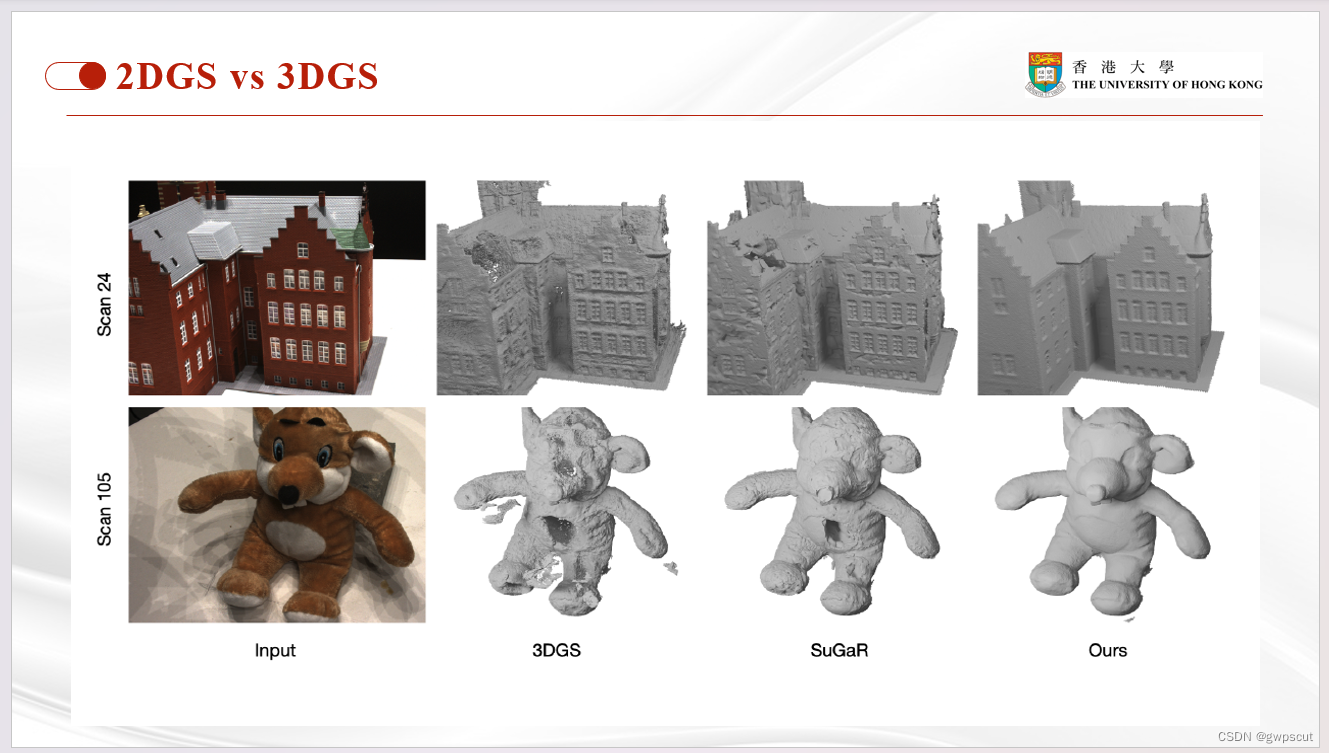 2DGS vs 3DGS
香港大學
THE UNIVERSITY OF HONG KONG
Scan 24
Scan 105
Input
3DGS
SuGaR
Ours
CSDN @gwpscut